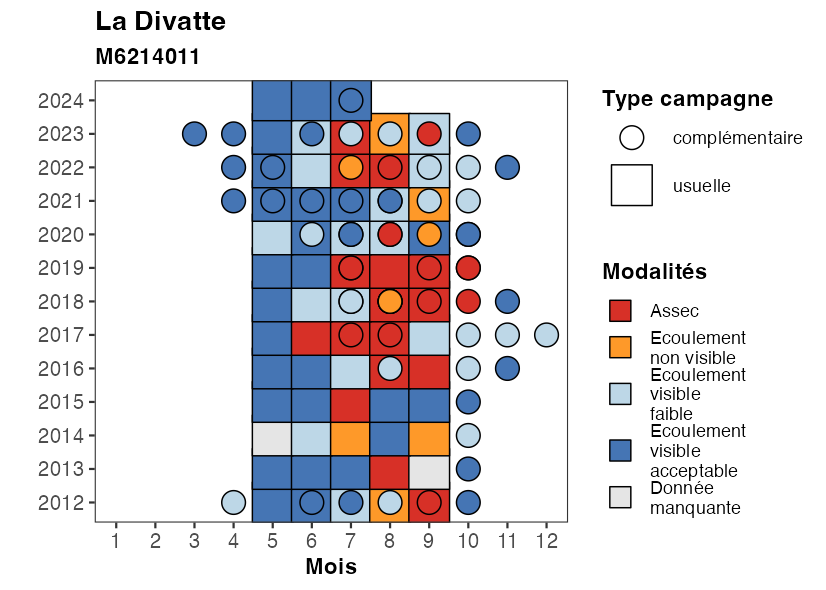 La Divatte
M6214011
2024
2023
2022
2021
2020
2019
2018
2017
2016
2015
2014
2013
2012
1 2 3 4 5 6 7 8 9 10 11 12
Mois
Type campagne
complémentaire
usuelle
Modalités
Assec
Ecoulement
non visible
Ecoulement
visible
faible
Ecoulement
visible
acceptable
Donnée
manquante